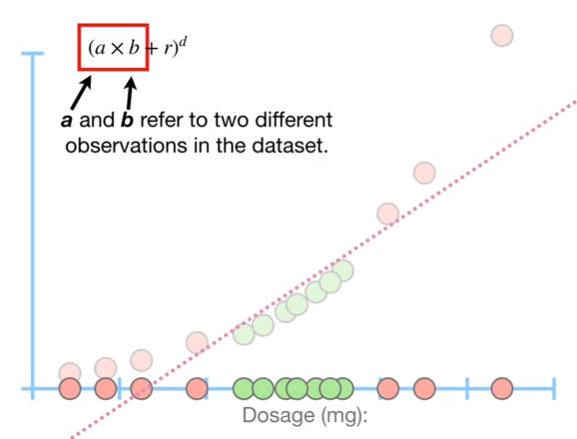 (a × b + r)ᵈ
a and b refer to two different
observations in the dataset.
Dosage (mg):